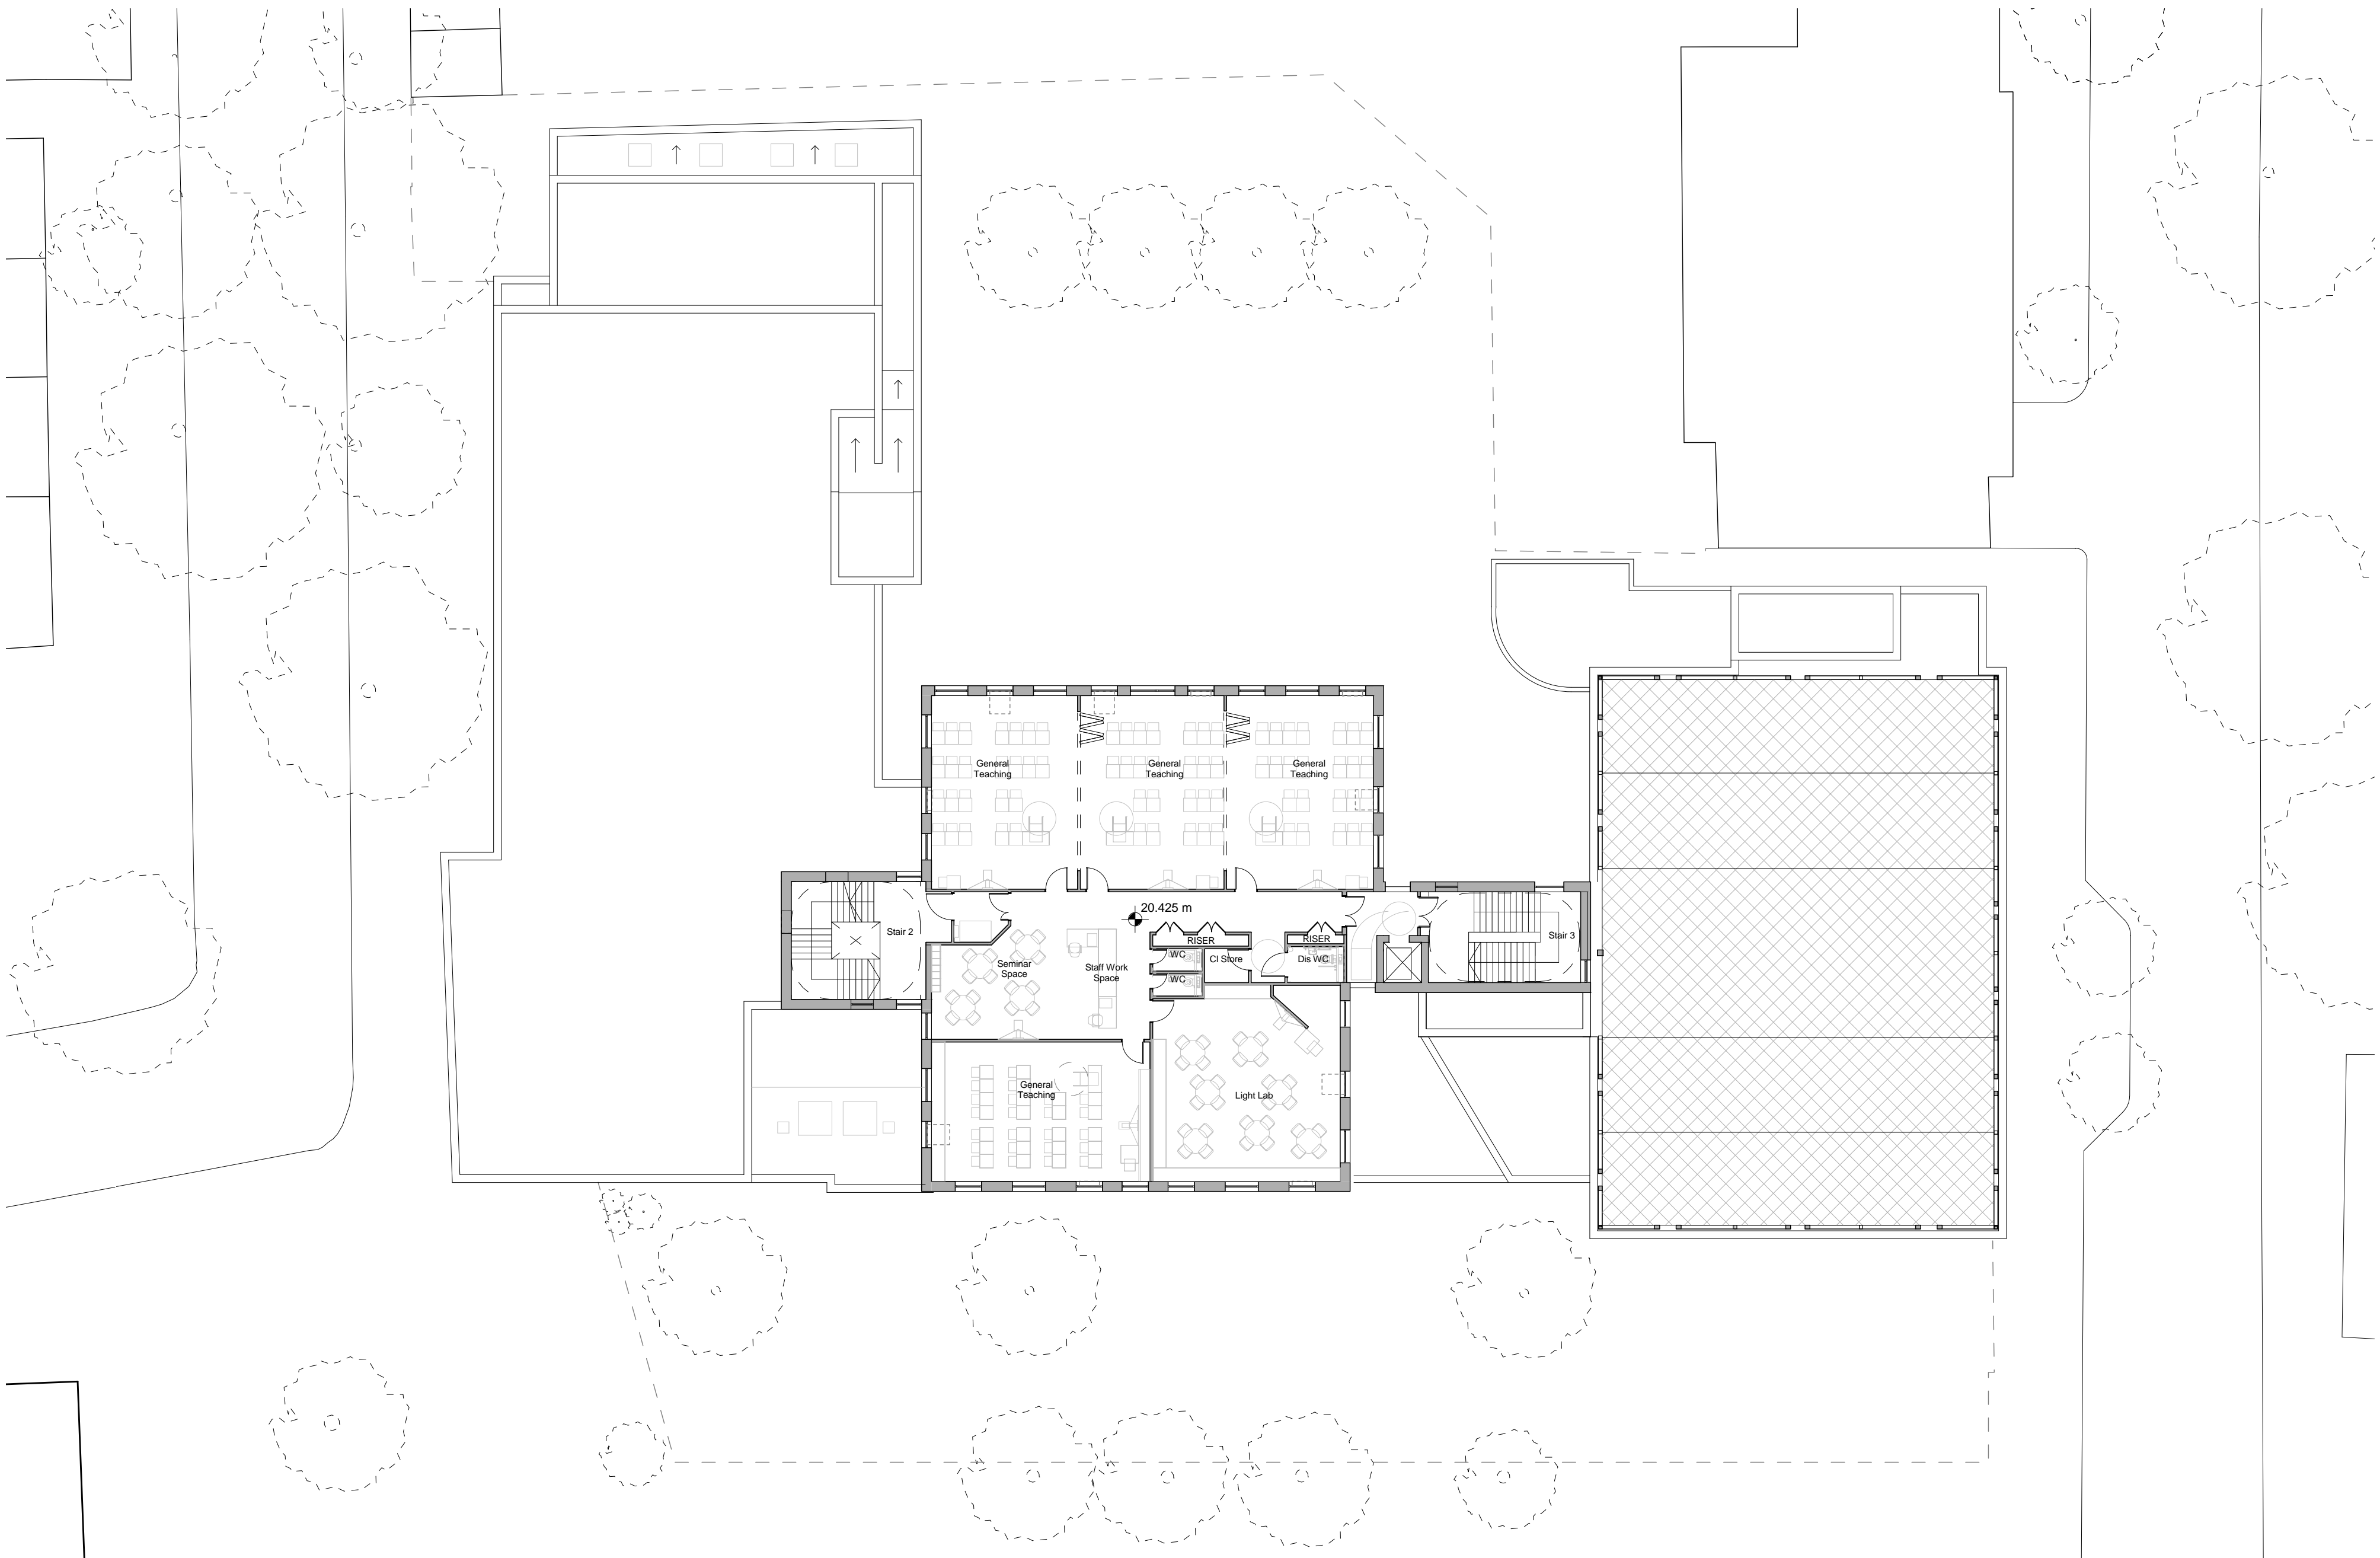 General
Teaching
General
Teaching
General
Teaching
20.425 m
Stair 2
Stair 3
RISER
RISER
WC
Cl Store
Dis WC
Seminar
Space
Staff Work
Space
WC
General
Teaching
Light Lab